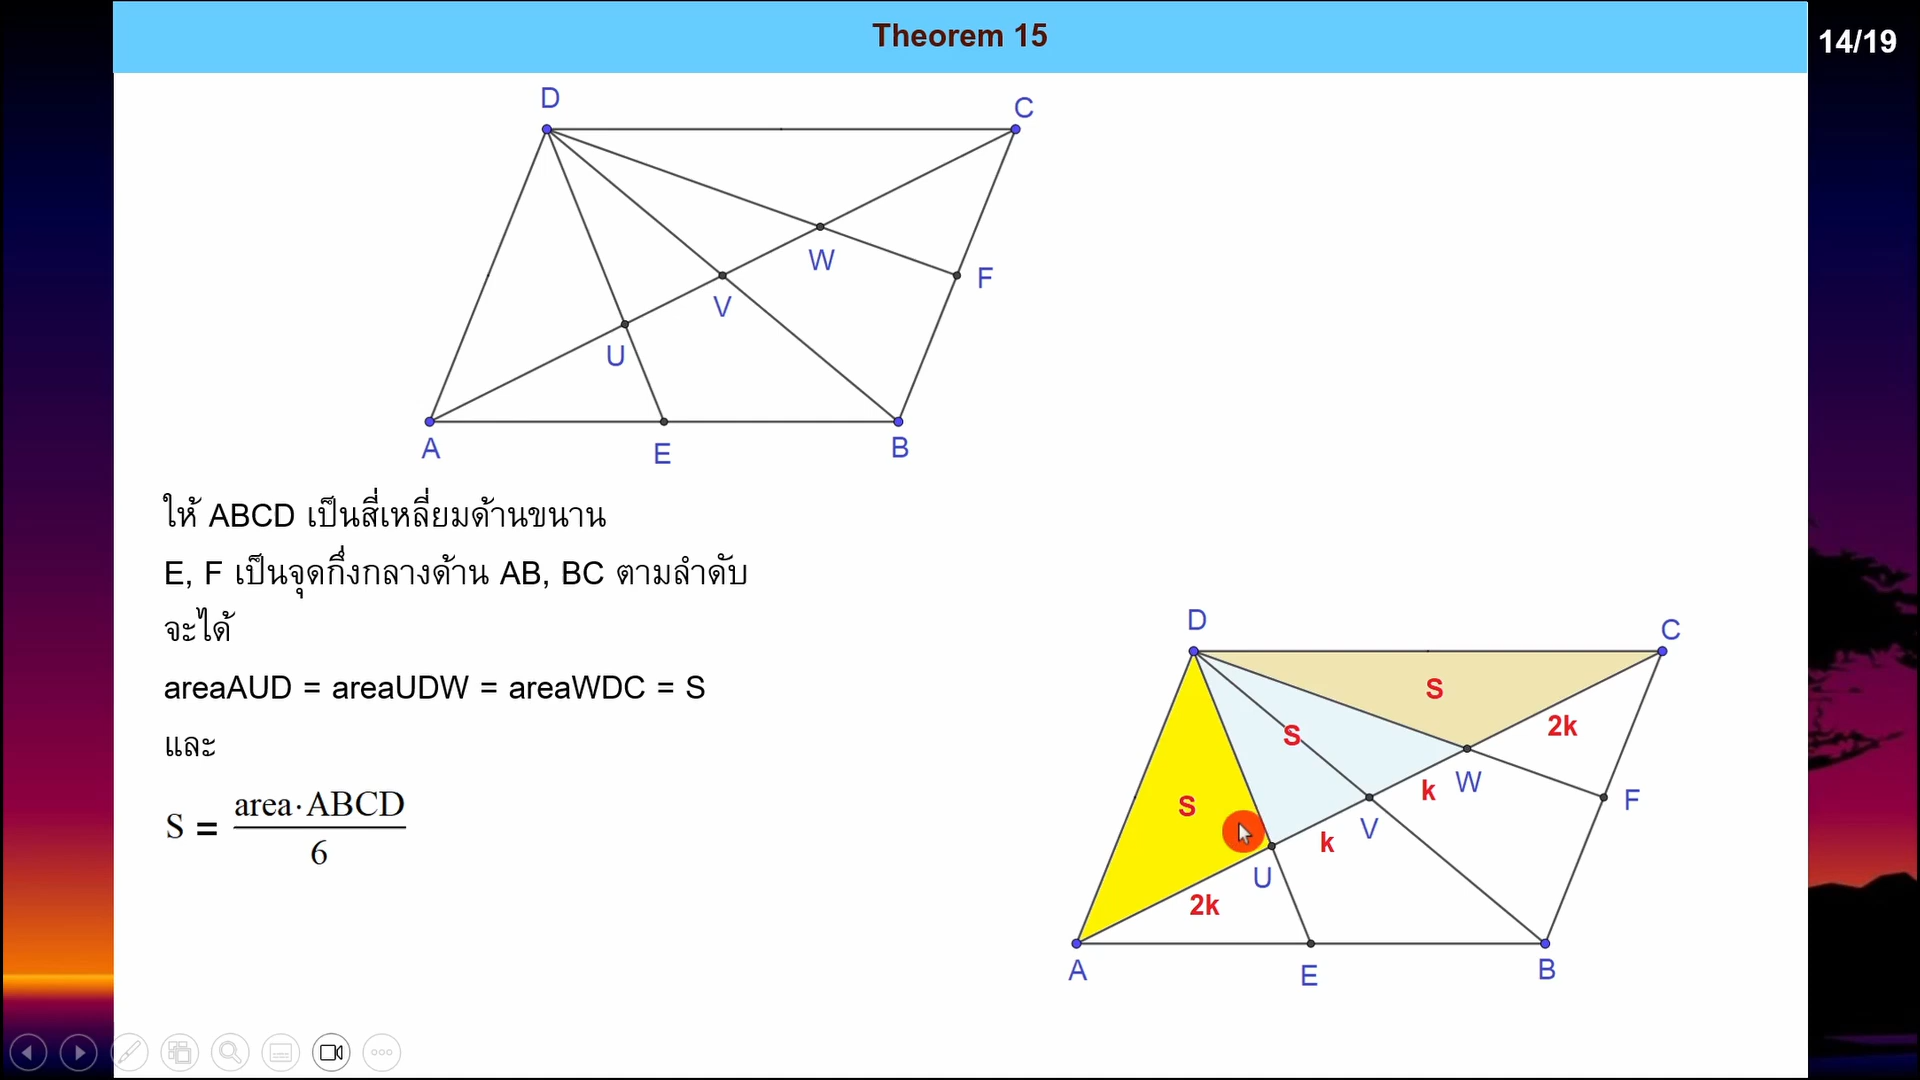 Theorem 15
14/19
D
C
W
F
V
U
A
E
B
ให้ ABCD เป็นสี่เหลี่ยมด้านขนาน
E, F เป็นจุดกึ่งกลางด้าน AB, BC ตามลำดับ
จะได้
areaAUD = areaUDW = areaWDC = S
และ
S = area·ABCD
6
D
C
S
2k
S
W
k
F
S
V
k
U
2k
A
E
B